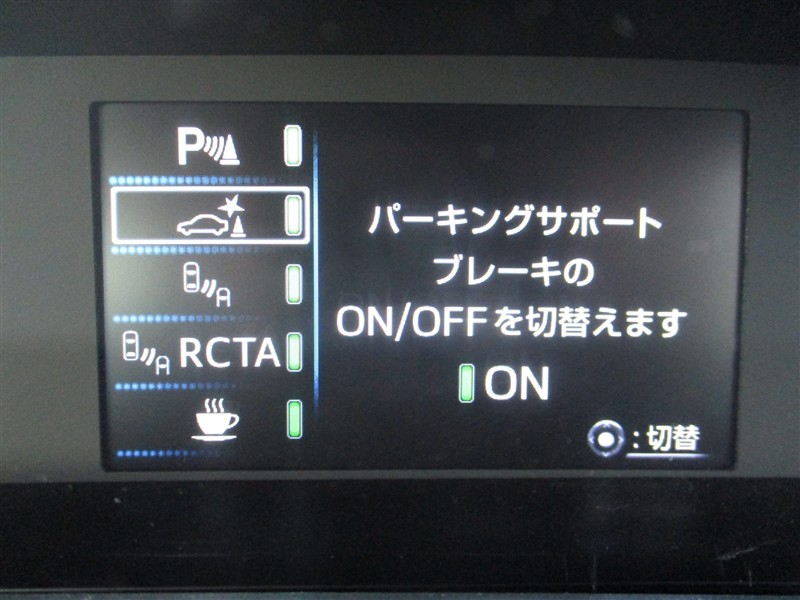 P
RCTA
パーキングサポート
ブレーキの
ON/OFFを切替えます
ON
:切替